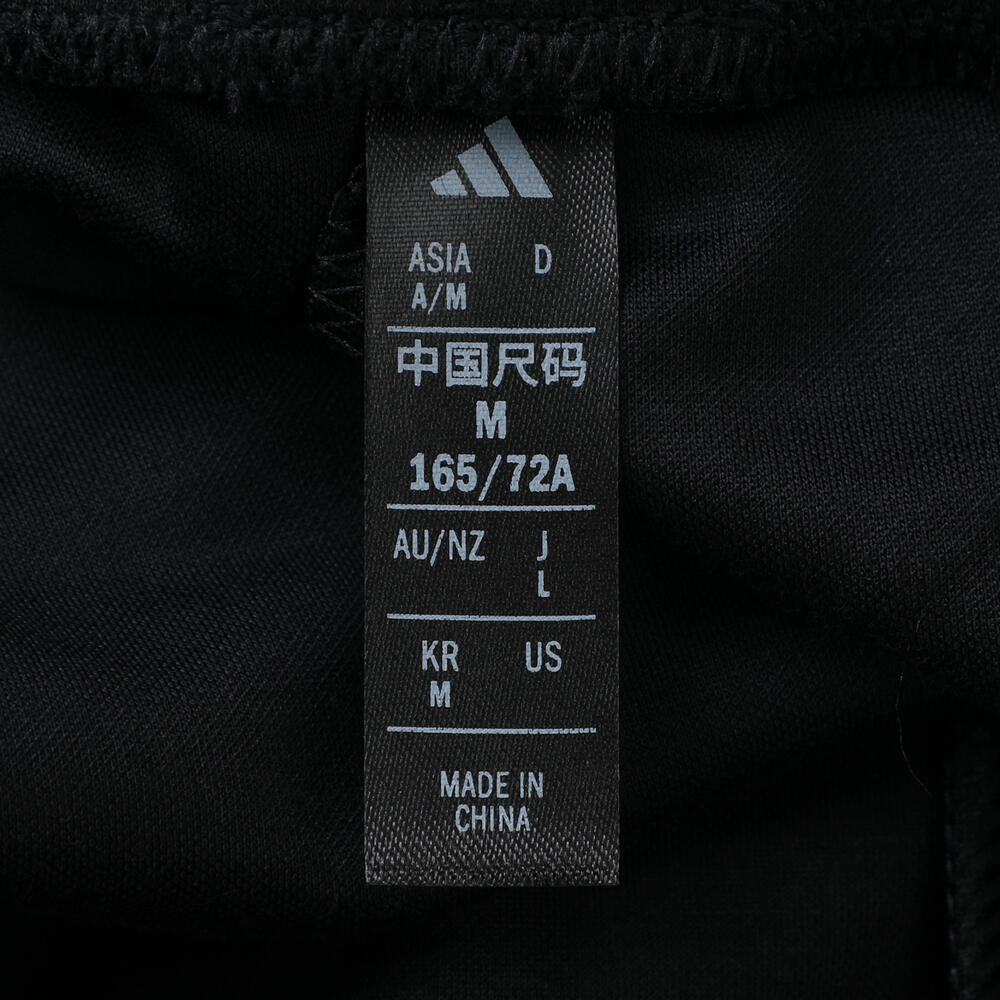 ASIA D
A/M
中国尺码
M
165/72A
AU/NZ J
L
KR US
M
MADE IN
CHINA